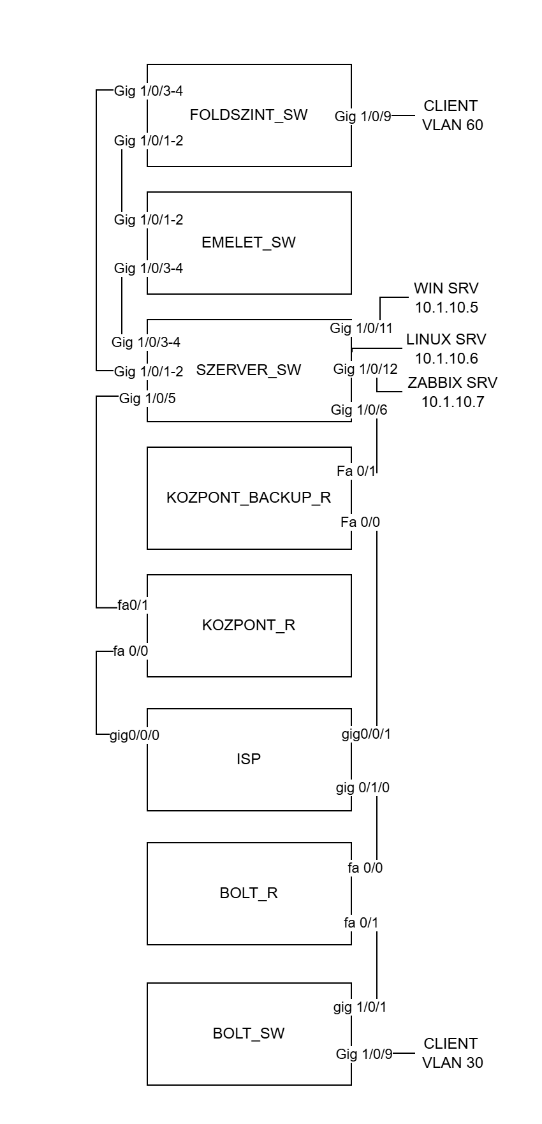 Gig 1/0/3-4
FOLDSZINT_SW
Gig 1/0/9
CLIENT
VLAN 60
Gig 1/0/1-2
Gig 1/0/1-2
EMELET_SW
Gig 1/0/3-4
WIN SRV
10.1.10.5
Gig 1/0/11
Gig 1/0/3-4
LINUX SRV
10.1.10.6
Gig 1/0/1-2
SZERVER_SW
Gig 1/0/12
ZABBIX SRV
10.1.10.7
Gig 1/0/5
Gig 1/0/6
Fa 0/1
KOZPONT_BACKUP_R
Fa 0/0
fa0/1
KOZPONT_R
fa 0/0
gig0/0/0
gig0/0/1
ISP
gig 0/1/0
fa 0/0
BOLT_R
fa 0/1
gig 1/0/1
BOLT_SW
Gig 1/0/9
CLIENT
VLAN 30